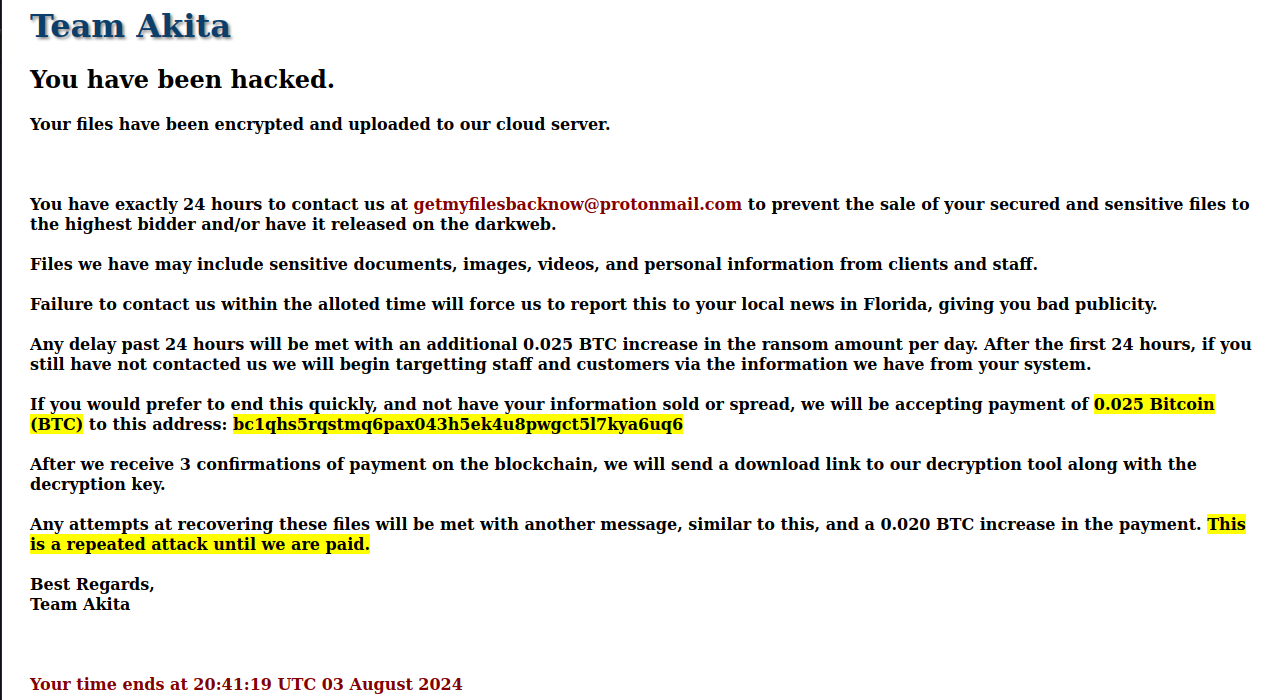 Team Akita
You have been hacked.
Your files have been encrypted and uploaded to our cloud server.
You have exactly 24 hours to contact us at getmyfilesbacknow@protonmail.com to prevent the sale of your secured and sensitive files to
the highest bidder and/or have it released on the darkweb.
Files we have may include sensitive documents, images, videos, and personal information from clients and staff.
Failure to contact us within the alloted time will force us to report this to your local news in Florida, giving you bad publicity.
Any delay past 24 hours will be met with an additional 0.025 BTC increase in the ransom amount per day. After the first 24 hours, if you
still have not contacted us we will begin targetting staff and customers via the information we have from your system.
If you would prefer to end this quickly, and not have your information sold or spread, we will be accepting payment of 0.025 Bitcoin
(BTC) to this address: bc1qhs5rqstmq6pax043h5ek4u8pwgct5l7kya6uq6
After we receive 3 confirmations of payment on the blockchain, we will send a download link to our decryption tool along with the
decryption key.
Any attempts at recovering these files will be met with another message, similar to this, and a 0.020 BTC increase in the payment. This
is a repeated attack until we are paid.
Best Regards,
Team Akita
Your time ends at 20:41:19 UTC 03 August 2024